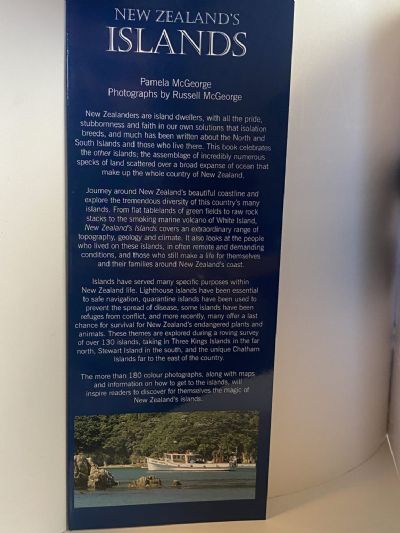 NEW ZEALAND'S
ISLANDS
Pamela McGeorge
Photographs by Russell McGeorge
New Zealanders are island dwellers, with all the pride,
stubbornness and faith in our own solutions that isolation
breeds, and much has been written about the North and
South Islands and those who live there. This book celebrates
the other islands; the assemblage of incredibly numerous
specks of land scattered over a broad expanse of ocean that
make up the whole country of New Zealand.
Journey around New Zealand's beautiful coastline and
explore the tremendous diversity of this country's many
islands. From flat tablelands of green fields to raw rock
stacks to the smoking marine volcano of White Island,
New Zealand's Islands covers an extraordinary range of
topography, geology and climate. It also looks at the people
who lived on these islands, in often remote and demanding
conditions, and those who still make a life for themselves
and their families around New Zealand's coast.
Islands have served many specific purposes within
New Zealand life. Lighthouse islands have been essential
to safe navigation, quarantine islands have been used to
prevent the spread of disease, some islands have been
refuges from conflict, and more recently, many offer a last
chance for survival for New Zealand's endangered plants and
animals. These themes are explored during a roving survey
of over 130 islands, taking in Three Kings Islands in the far
north, Stewart Island in the south, and the unique Chatham
Islands far to the east of the country.
The more than 180 colour photographs, along with maps
and information on how to get to the islands, will
inspire readers to discover for themselves the magic of
New Zealand's islands.